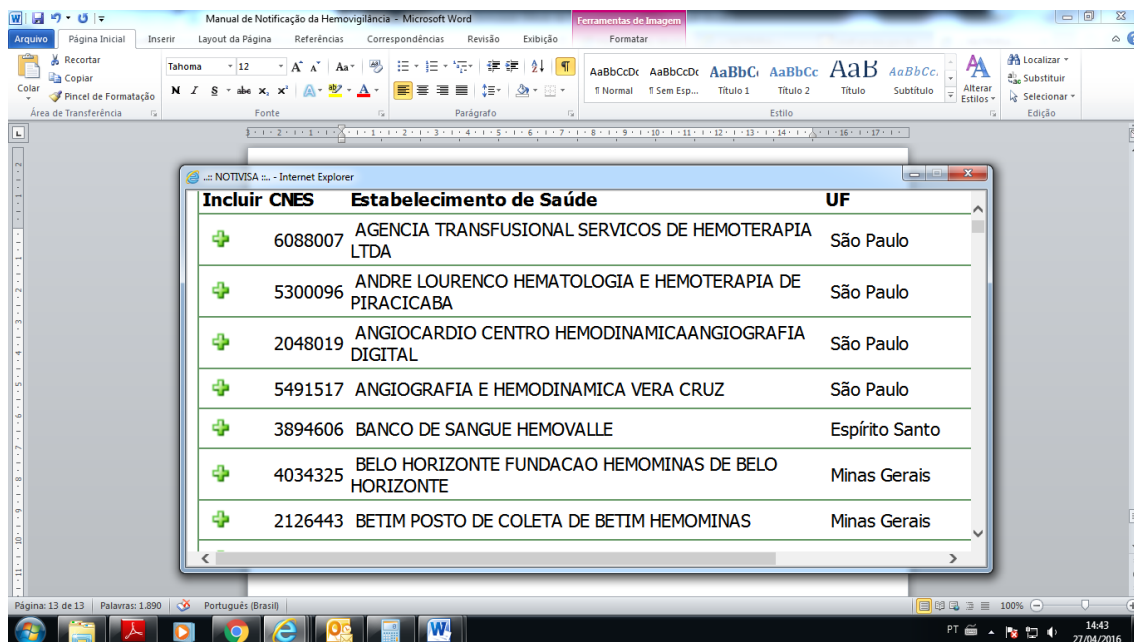 Manual de Notificação da Hemovigilância - Microsoft Word
Ferramentas de Imagem
Arquivo Página Inicial Inserir Layout da Página Referências Correspondências Revisão Exibição Formatar
Colar
Recortar
Copiar
Pincel de Formatação
Área de Transferência
Tahoma 12
Fonte
Parágrafo
AaBbCcDc AaBbCcDc AaBbC AaBbCc AaB AaBbCc.
¶ Normal ¶ Sem Esp... Título 1 Título 2 Título Subtítulo
Alterar
Estilos
Estilo
Localizar
Substituir
Selecionar
Edição
..:: NOTIVISA ::.. - Internet Explorer
Incluir CNES Estabelecimento de Saúde UF
6088007 AGENCIA TRANSFUSIONAL SERVICOS DE HEMOTERAPIA LTDA São Paulo
5300096 ANDRE LOURENCO HEMATOLOGIA E HEMOTERAPIA DE PIRACICABA São Paulo
2048019 ANGIOCARDIO CENTRO HEMODINAMICAANGIOGRAFIA DIGITAL São Paulo
5491517 ANGIOGRAFIA E HEMODINAMICA VERA CRUZ São Paulo
3894606 BANCO DE SANGUE HEMOVALLE Espírito Santo
4034325 BELO HORIZONTE FUNDACAO HEMOMINAS DE BELO HORIZONTE Minas Gerais
2126443 BETIM POSTO DE COLETA DE BETIM HEMOMINAS Minas Gerais
Página: 13 de 13 Palavras: 1.890 Português (Brasil) 100%
PT 14:43
27/04/2016